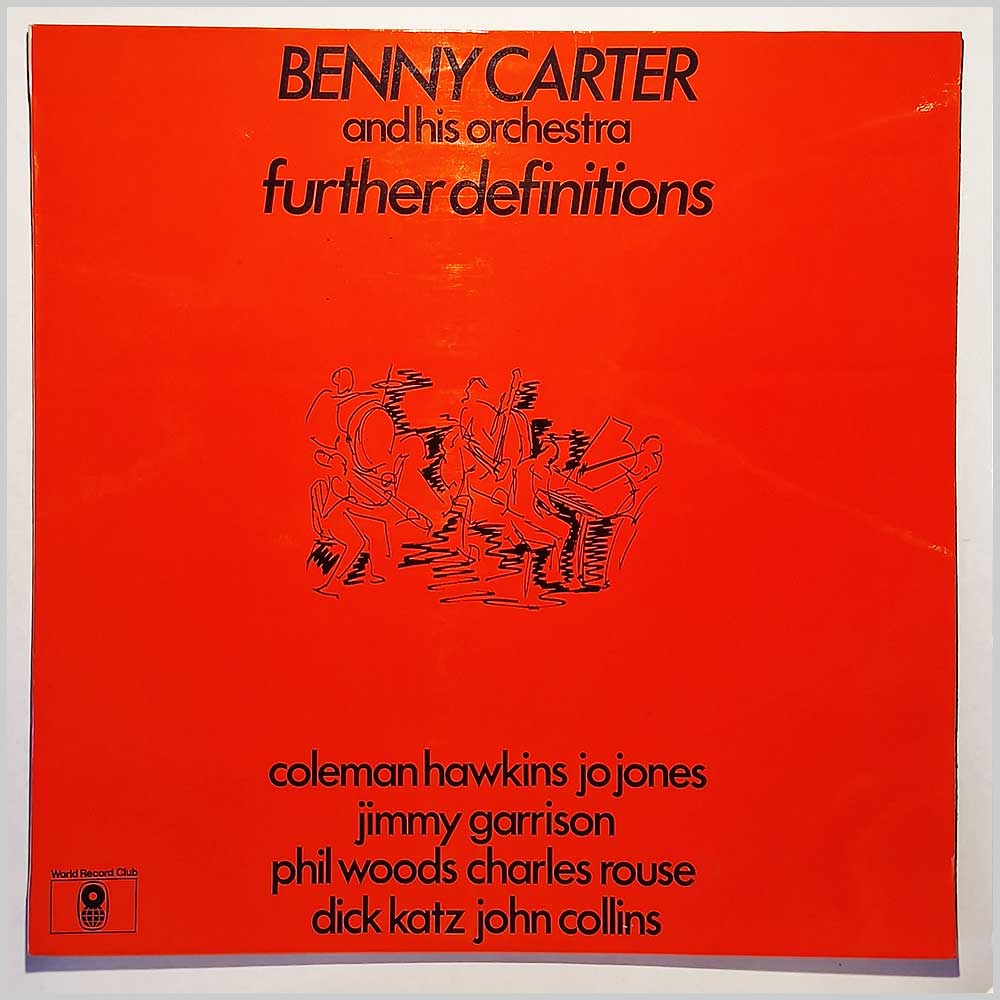 BENNY CARTER
and his orchestra
further definitions
coleman hawkins jo jones
jimmy garrison
phil woods charles rouse
dick katz john collins
World Record Club